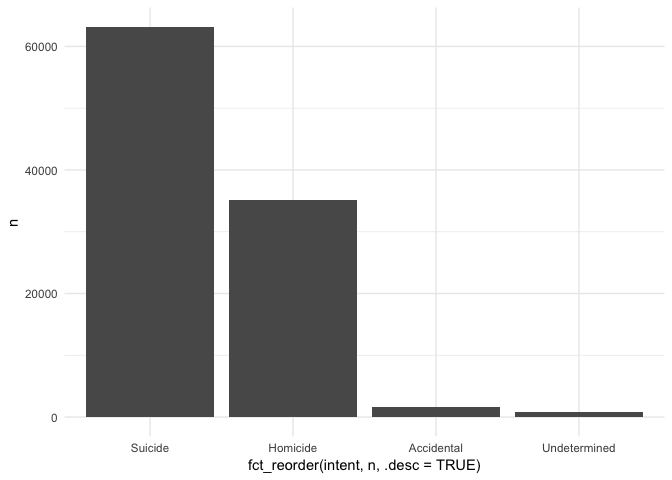 60000
40000
n
20000
0
Suicide Homicide Accidental Undetermined
fct_reorder(intent, n, .desc = TRUE)